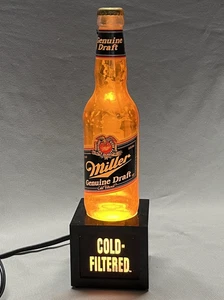 Genuine
Draft
Miller
Genuine Draft
COLD-
FILTERED.